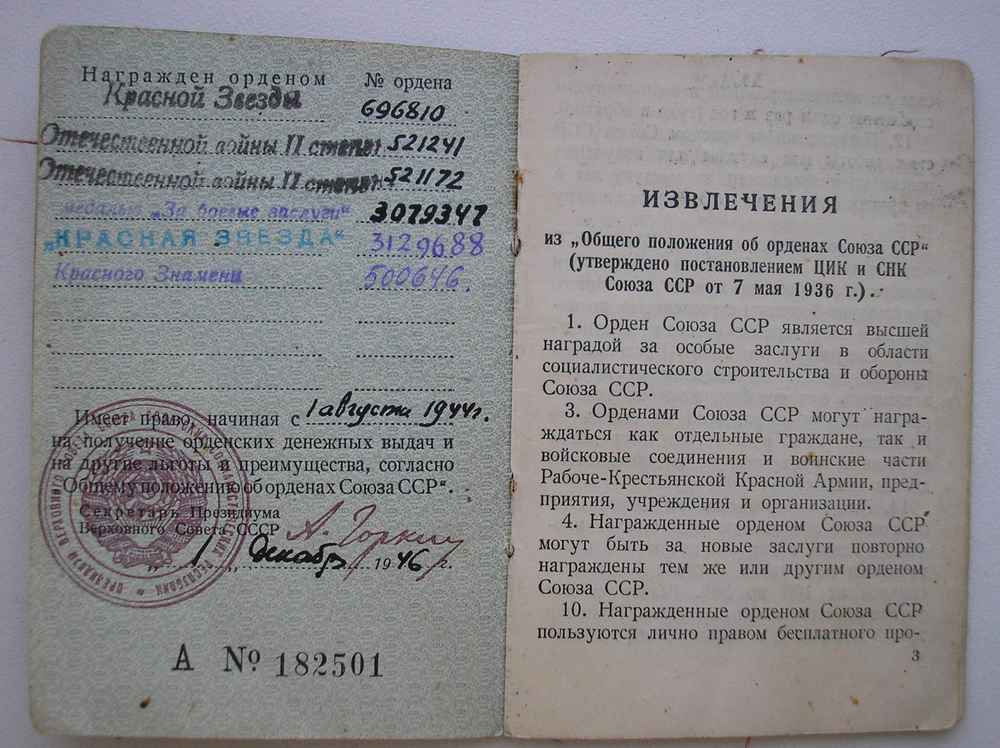 Награжден орденом № ордена
Красной Звезды 696810
Отечественной войны II степени 521241
Отечественной войны II степени 521172
медалью „За боевые заслуги“ 3079347
„КРАСНАЯ ЗВЕЗДА“ 3129688
Красного Знамени 500646.
Имеет право, начиная с 1 августа 1944г.
на получение орденских денежных выдач и
на другие льготы и преимущества, согласно
„Общему положению об орденах Союза ССР“.
Секретарь Президиума
Верховного Совета СССР А. Горкин
„1“ декабр 1946 г.
А № 182501
ИЗВЛЕЧЕНИЯ
из „Общего положения об орденах Союза ССР“
(утверждено постановлением ЦИК и СНК
Союза ССР от 7 мая 1936 г.).
1. Орден Союза ССР является высшей
наградой за особые заслуги в области
социалистического строительства и обороны
Союза ССР.
3. Орденами Союза ССР могут награ-
ждаться как отдельные граждане, так и
войсковые соединения и воинские части
Рабоче-Крестьянской Красной Армии, пред-
приятия, учреждения и организации.
4. Награжденные орденом Союза ССР
могут быть за новые заслуги повторно
награждены тем же или другим орденом
Союза ССР.
10. Награжденные орденом Союза ССР
пользуются лично правом бесплатного про-
3